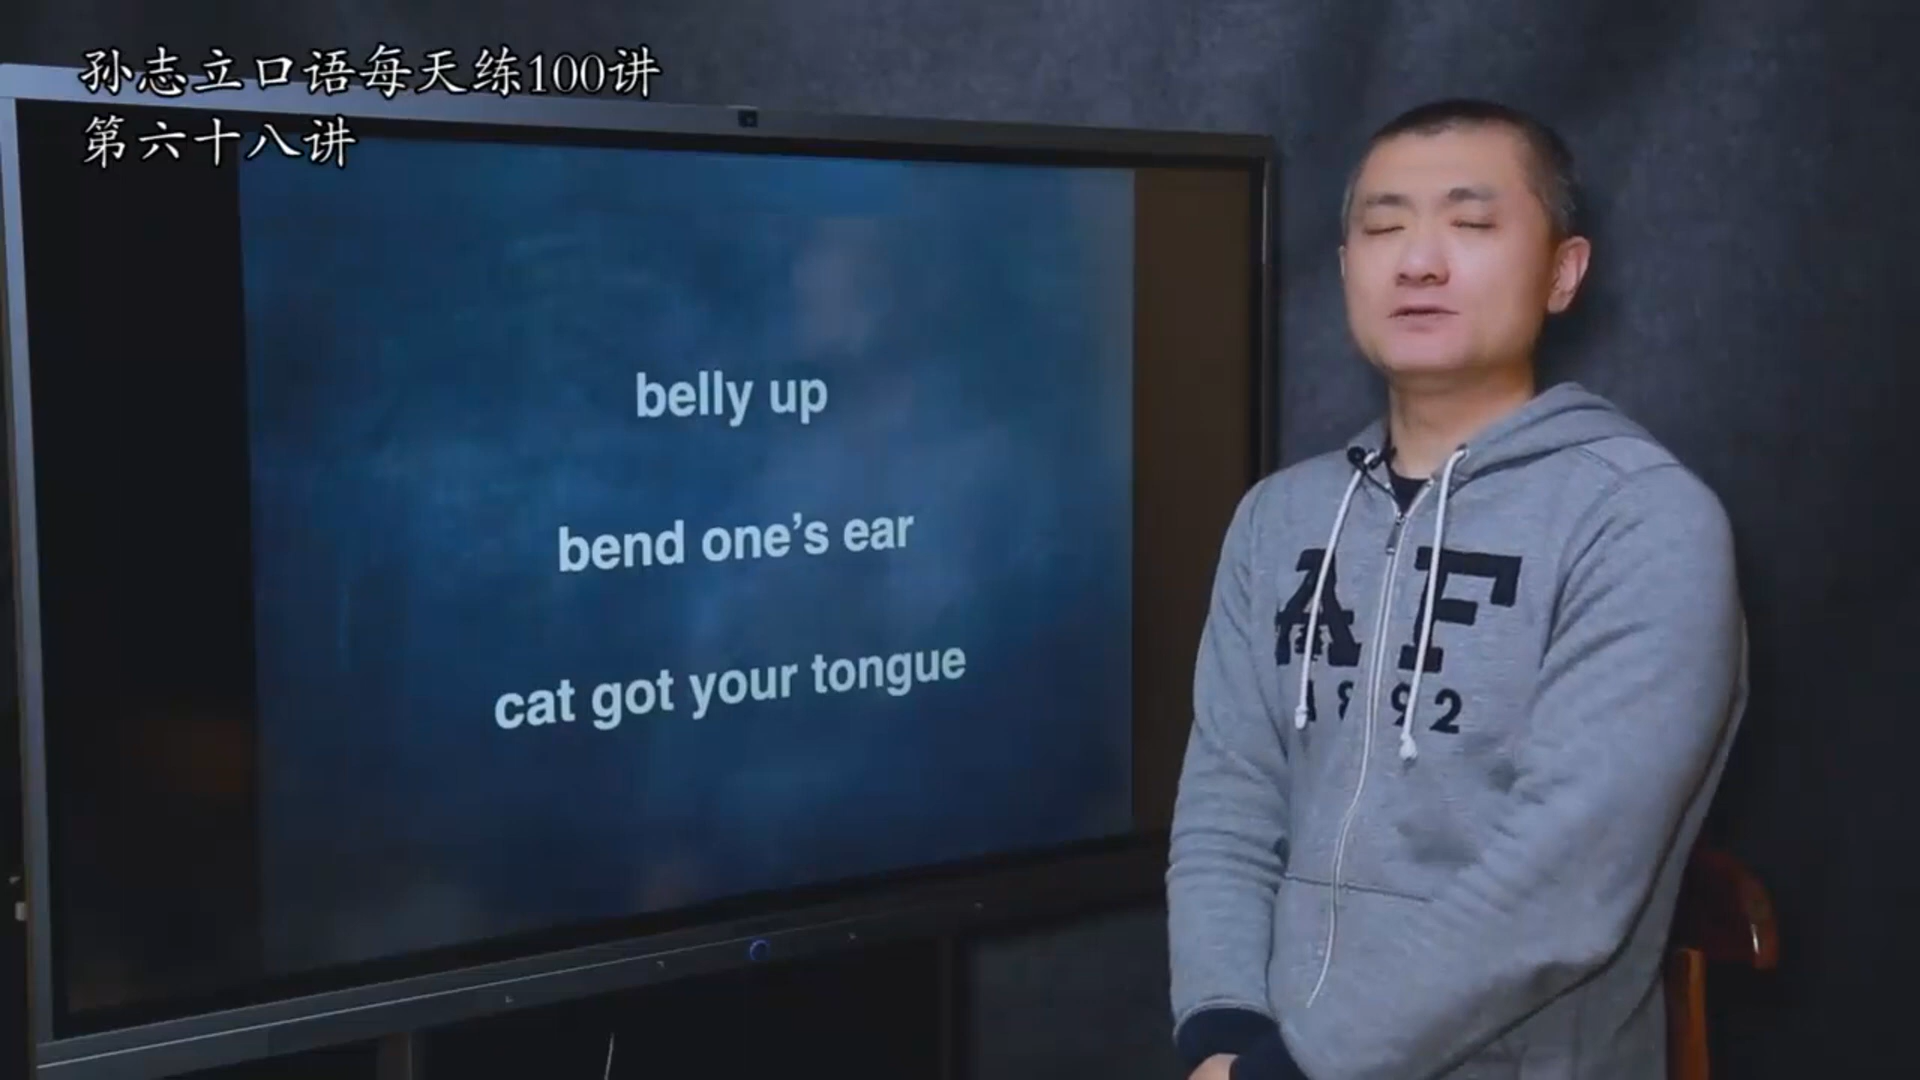 孙志立口语每天练100讲
第六十八讲
belly up
bend one's ear
cat got your tongue
AF
1892